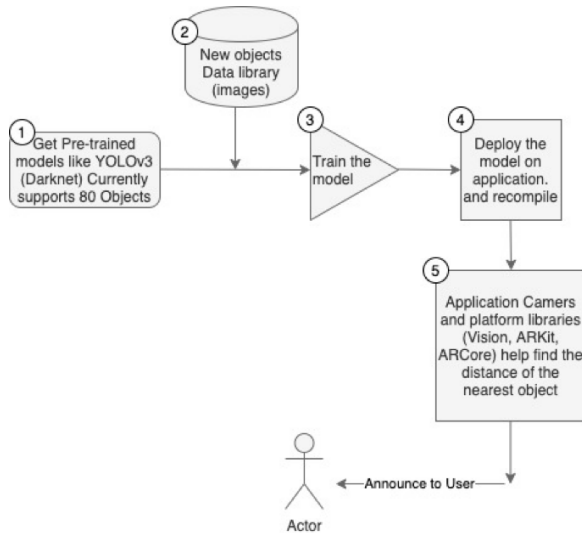 2
New objects
Data library
(images)
1
Get Pre-trained
models like YOLOv3
(Darknet) Currently
supports 80 Objects
3
Train the
model
4
Deploy the
model on
application.
and recompile
5
Application Camers
and platform libraries
(Vision, ARKit,
ARCore) help find the
distance of the
nearest object
Announce to User
Actor